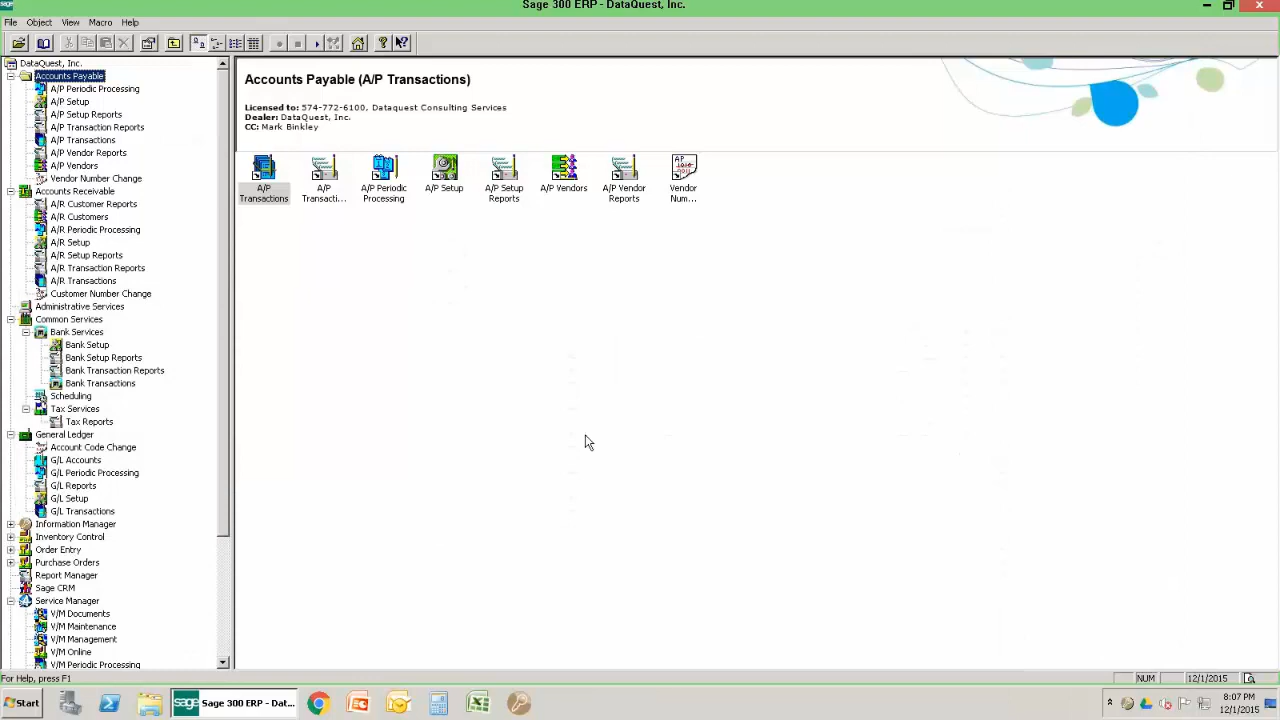 sage
Sage 300 ERP - DataQuest, Inc.
File Object View Macro Help
DataQuest, Inc.
Accounts Payable
A/P Periodic Processing
A/P Setup
A/P Setup Reports
A/P Transaction Reports
A/P Transactions
A/P Vendor Reports
A/P Vendors
Vendor Number Change
Accounts Receivable
A/R Customer Reports
A/R Customers
A/R Periodic Processing
A/R Setup
A/R Setup Reports
A/R Transaction Reports
A/R Transactions
Customer Number Change
Administrative Services
Common Services
Bank Services
Bank Setup
Bank Setup Reports
Bank Transaction Reports
Bank Transactions
Scheduling
Tax Services
Tax Reports
General Ledger
Account Code Change
G/L Accounts
G/L Periodic Processing
G/L Reports
G/L Setup
G/L Transactions
Information Manager
Inventory Control
Order Entry
Purchase Orders
Report Manager
Sage CRM
Service Manager
V/M Documents
V/M Maintenance
V/M Management
V/M Online
V/M Periodic Processing
Accounts Payable (A/P Transactions)
Licensed to: 574-772-6100, Dataquest Consulting Services
Dealer: DataQuest, Inc.
CC: Mark Binkley
A/P Transactions
A/P Transacti...
A/P Periodic Processing
A/P Setup
A/P Setup Reports
A/P Vendors
A/P Vendor Reports
Vendor Num...
For Help, press F1
NUM
12/1/2015
Start
sage
Sage 300 ERP - Dat...
8:07 PM
12/1/2015